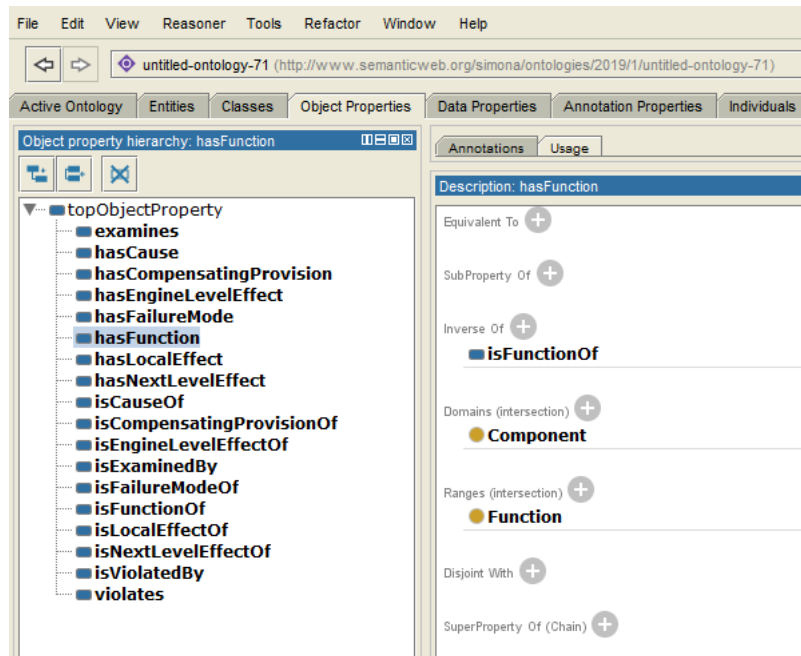 File Edit View Reasoner Tools Refactor Window Help
untitled-ontology-71 (http://www.semanticweb.org/simona/ontologies/2019/1/untitled-ontology-71)
Active Ontology Entities Classes Object Properties Data Properties Annotation Properties Individuals
Object property hierarchy: hasFunction
topObjectProperty
examines
hasCause
hasCompensatingProvision
hasEngineLevelEffect
hasFailureMode
hasFunction
hasLocalEffect
hasNextLevelEffect
isCauseOf
isCompensatingProvisionOf
isEngineLevelEffectOf
isExaminedBy
isFailureModeOf
isFunctionOf
isLocalEffectOf
isNextLevelEffectOf
isViolatedBy
violates
Annotations Usage
Description: hasFunction
Equivalent To
SubProperty Of
Inverse Of
isFunctionOf
Domains (intersection)
Component
Ranges (intersection)
Function
Disjoint With
SuperProperty Of (Chain)